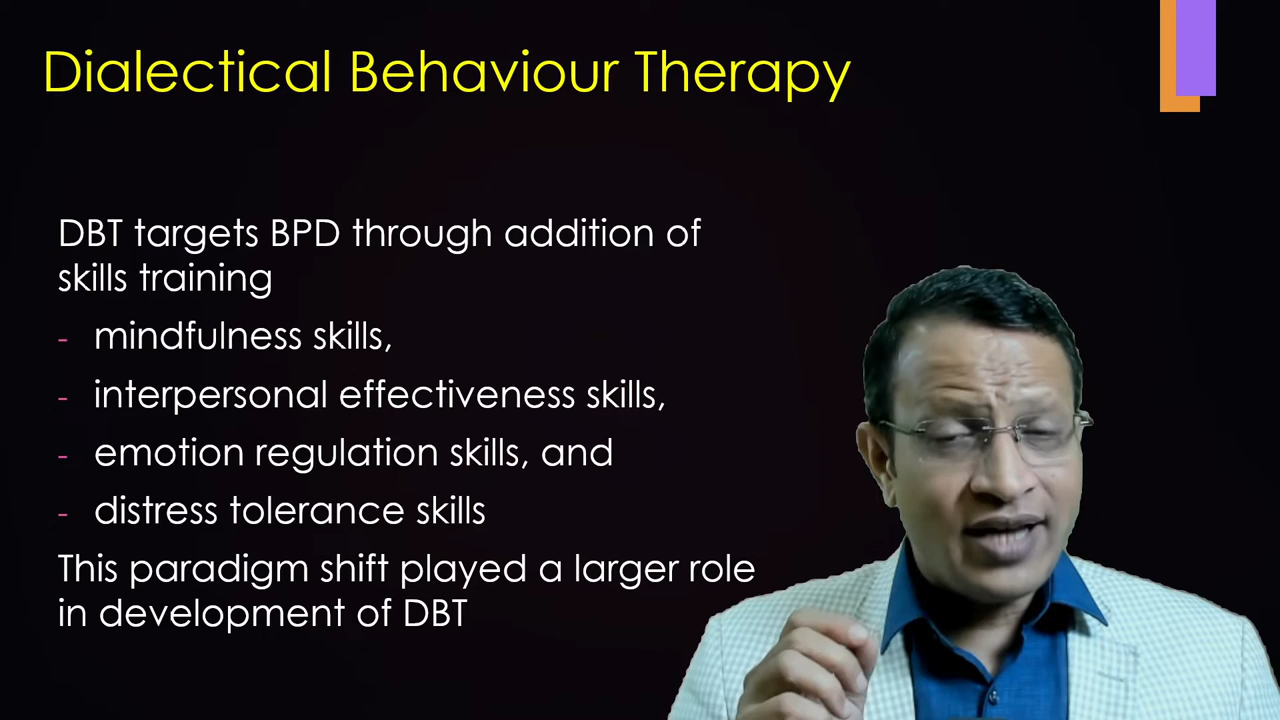 Dialectical Behaviour Therapy
DBT targets BPD through addition of
skills training
- mindfulness skills,
- interpersonal effectiveness skills,
- emotion regulation skills, and
- distress tolerance skills
This paradigm shift played a larger role
in development of DBT